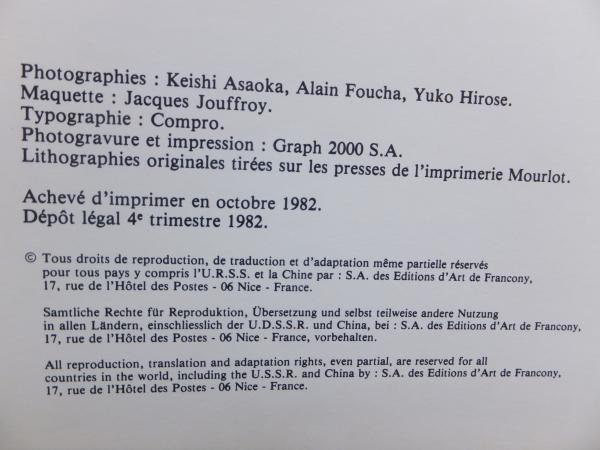 Photographies : Keishi Asaoka, Alain Foucha, Yuko Hirose.
Maquette : Jacques Jouffroy.
Typographie : Compro.
Photogravure et impression : Graph 2000 S.A.
Lithographies originales tirées sur les presses de l'imprimerie Mourlot.
Achevé d'imprimer en octobre 1982.
Dépôt légal 4e trimestre 1982.
© Tous droits de reproduction, de traduction et d'adaptation même partielle réservés
pour tous pays y compris l'U.R.S.S. et la Chine par : S.A. des Editions d'Art de Francony,
17, rue de l'Hôtel des Postes - 06 Nice - France.
Samtliche Rechte für Reproduktion, Übersetzung und selbst teilweise andere Nutzung
in allen Ländern, einschliesslich der U.D.S.S.R. und China, bei : S.A. des Editions d'Art de Francony,
17, rue de l'Hôtel des Postes - 06 Nice - France, vorbehalten.
All reproduction, translation and adaptation rights, even partial, are reserved for all
countries in the world, including the U.S.S.R. and China by : S.A. des Editions d'Art de Francony,
17, rue de l'Hôtel des Postes - 06 Nice - France.